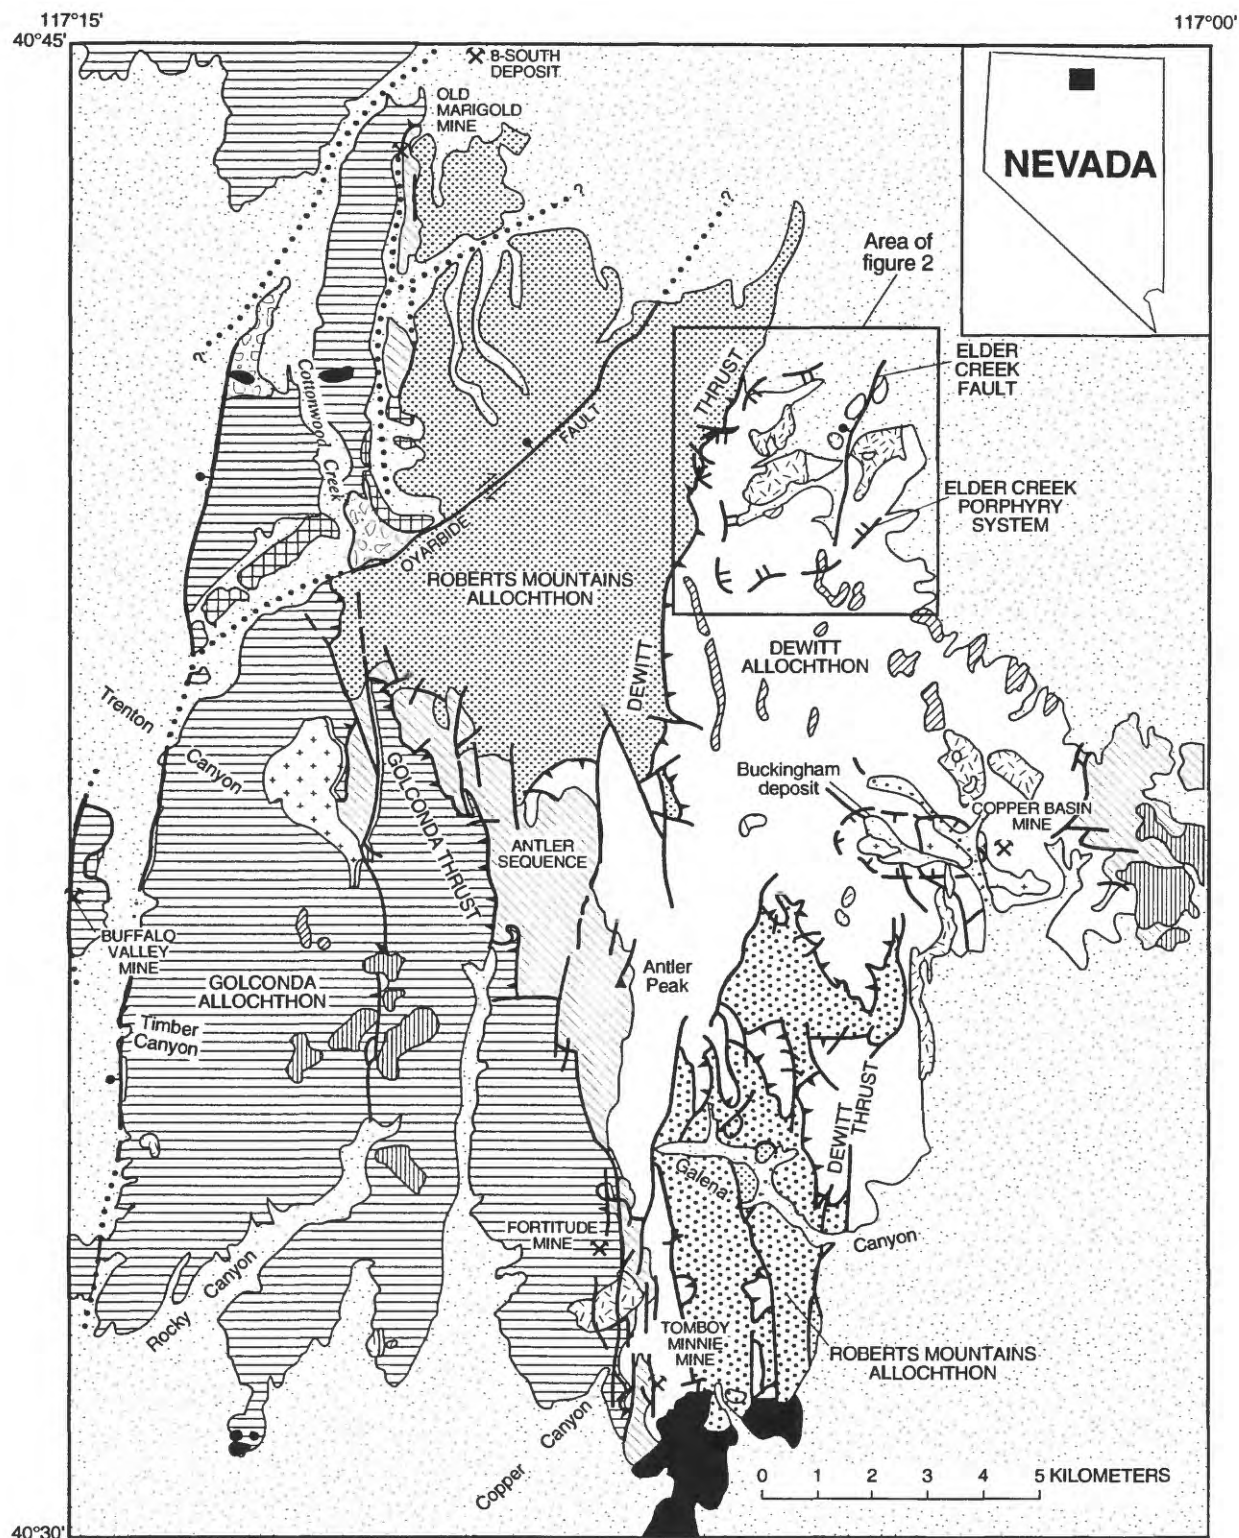 117°15'
117°00'
40°45'
8-SOUTH
DEPOSIT
OLD
MARIGOLD
MINE
NEVADA
?
?
Area of
figure 2
?
THRUST
ELDER
CREEK
FAULT
Cottonwood Creek
FAULT
OYARBIDE
ELDER CREEK
PORPHYRY
SYSTEM
ROBERTS MOUNTAINS
ALLOCHTHON
DEWITT
DEWITT
ALLOCHTHON
Trenton
Canyon
GOLCONDA THRUST
Buckingham
deposit
COPPER BASIN
MINE
ANTLER
SEQUENCE
BUFFALO
VALLEY
MINE
GOLCONDA
ALLOCHTHON
Antler
Peak
Timber
Canyon
DEWITT
THRUST
Galena
Canyon
FORTITUDE
MINE
Rocky Canyon
TOMBOY
MINNIE
MINE
ROBERTS MOUNTAINS
ALLOCHTHON
Copper Canyon
0 1 2 3 4 5 KILOMETERS
40°30'